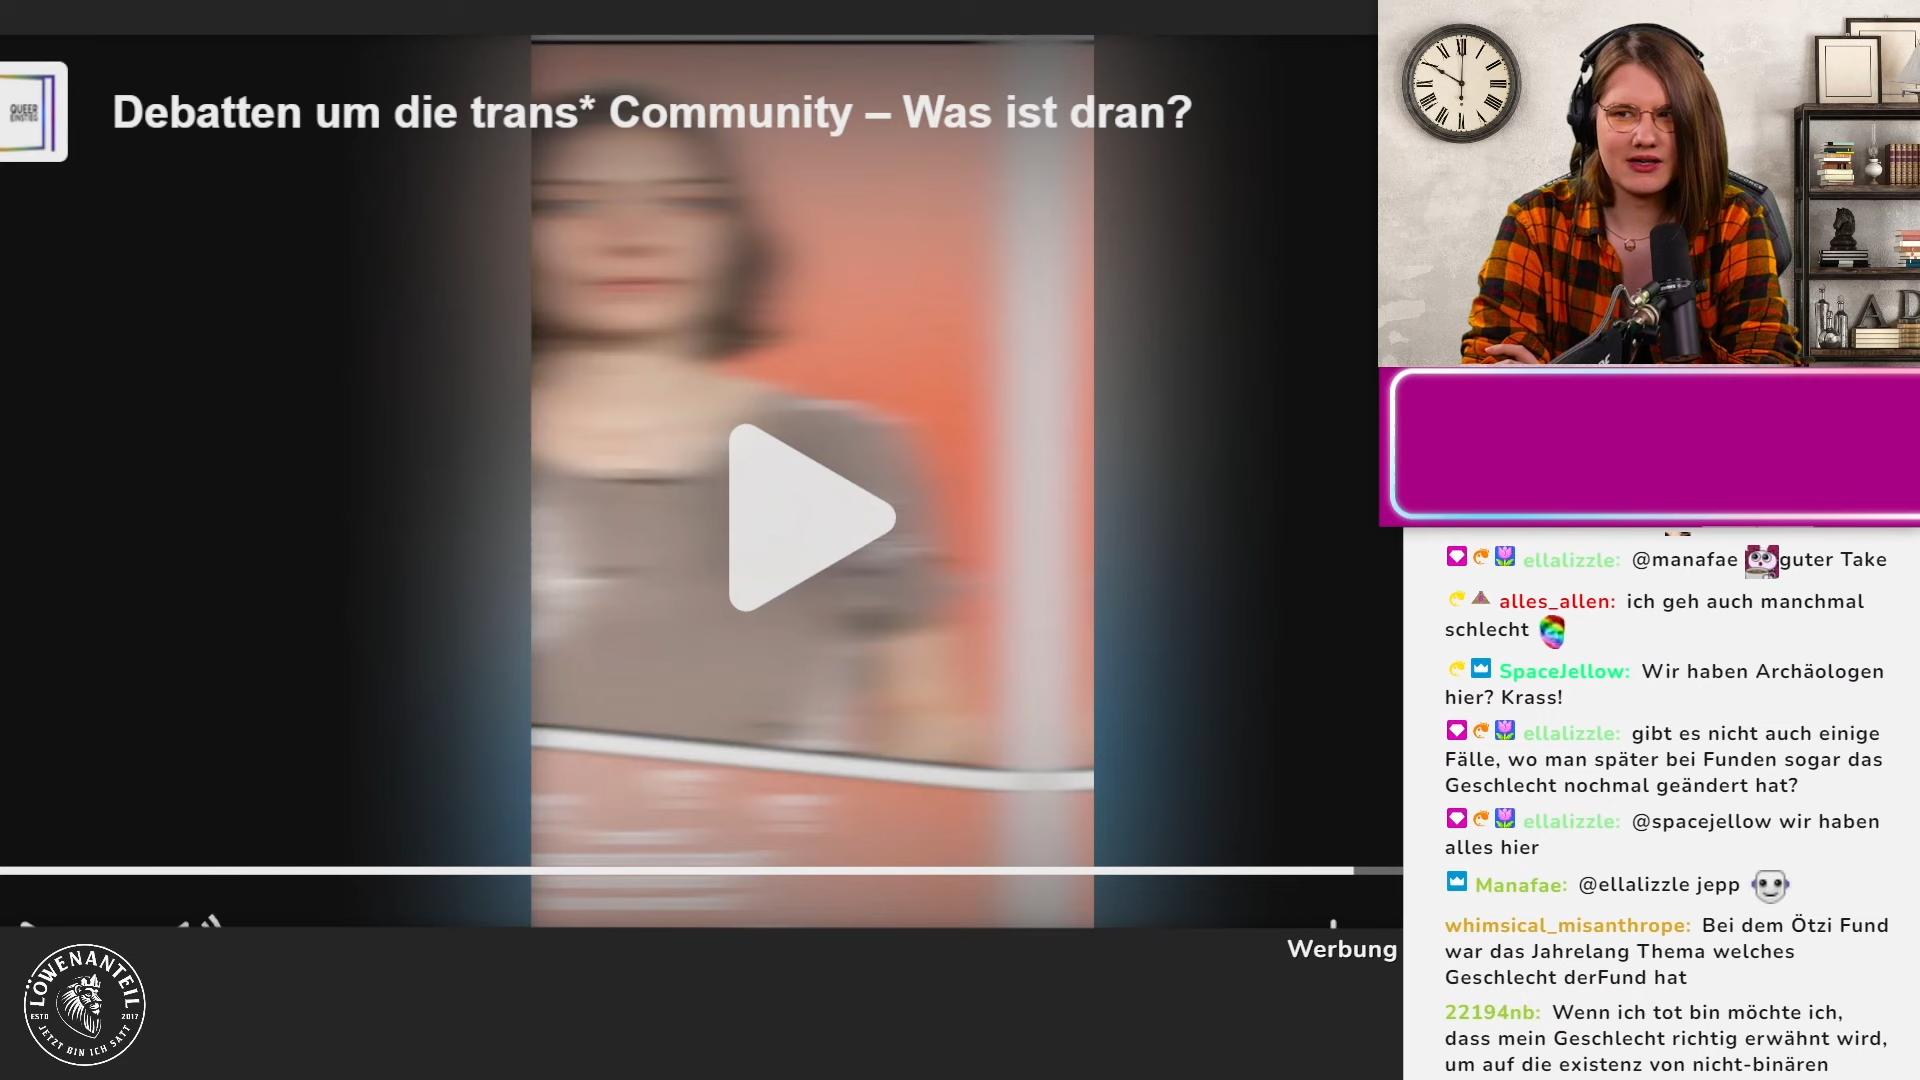 QUEER
EINSTIEG
Debatten um die trans* Community – Was ist dran?
ellalizzle: @manafae guter Take
alles_allen: ich geh auch manchmal
schlecht
SpaceJellow: Wir haben Archäologen
hier? Krass!
ellalizzle: gibt es nicht auch einige
Fälle, wo man später bei Funden sogar das
Geschlecht nochmal geändert hat?
ellalizzle: @spacejellow wir haben
alles hier
Manafae: @ellalizzle jepp
whimsical_misanthrope: Bei dem Ötzi Fund
war das Jahrelang Thema welches
Geschlecht derFund hat
22194nb: Wenn ich tot bin möchte ich,
dass mein Geschlecht richtig erwähnt wird,
um auf die existenz von nicht-binären
Werbung
LÖWENANTEIL
ESTD 2017
JETZT BIN ICH SATT
A D